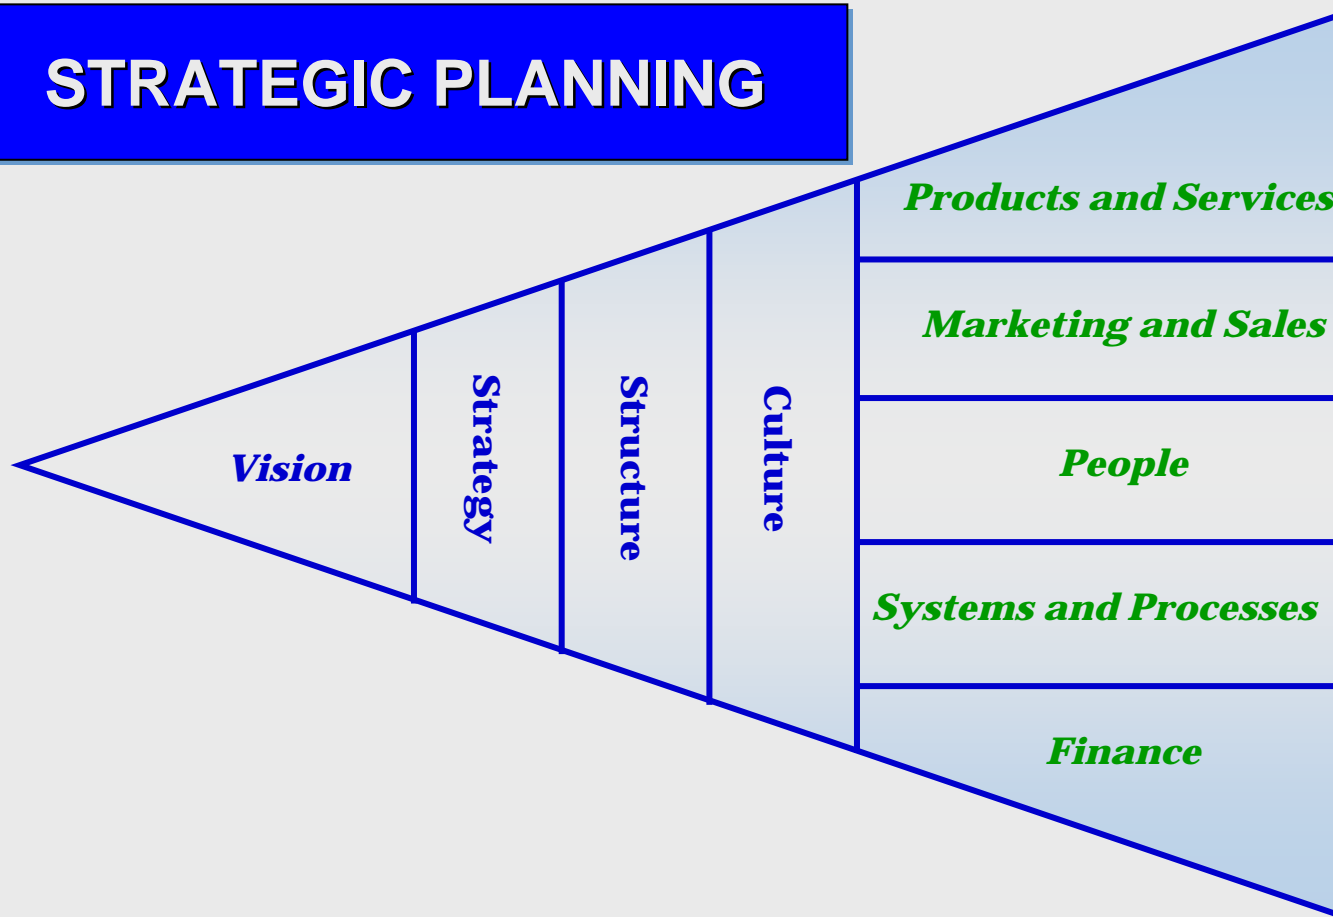 STRATEGIC PLANNING
Vision
Strategy
Structure
Culture
Products and Services
Marketing and Sales
People
Systems and Processes
Finance